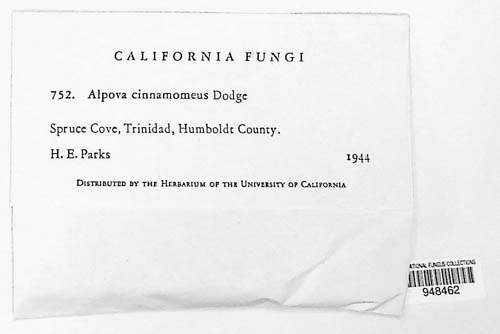 CALIFORNIA FUNGI
752. Alpova cinnamomeus Dodge
Spruce Cove, Trinidad, Humboldt County.
H. E. Parks 1944
DISTRIBUTED BY THE HERBARIUM OF THE UNIVERSITY OF CALIFORNIA
FUNGUS COLLECTIONS
948462